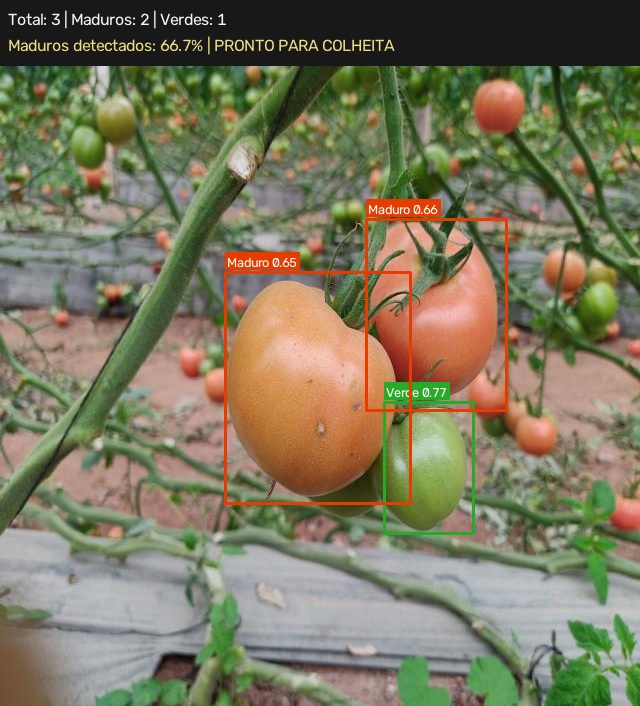 Total: 3 | Maduros: 2 | Verdes: 1
Maduros detectados: 66.7% | PRONTO PARA COLHEITA
Maduro 0.66
Maduro 0.65
Verde 0.77